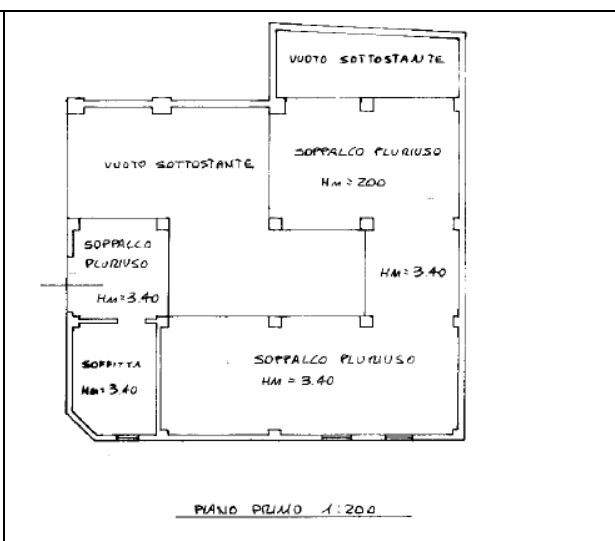 VUOTO SOTTOSTANTE
SOPPALCO PLURIUSO
VUOTO SOTTOSTANTE
Hm = 200
SOPPALCO
PLURIUSO
Hm = 3.40
Hm = 3.40
SOFFITTA
Hm = 3.40
SOPPALCO PLURIUSO
Hm = 3.40
PIANO PRIMO 1:200